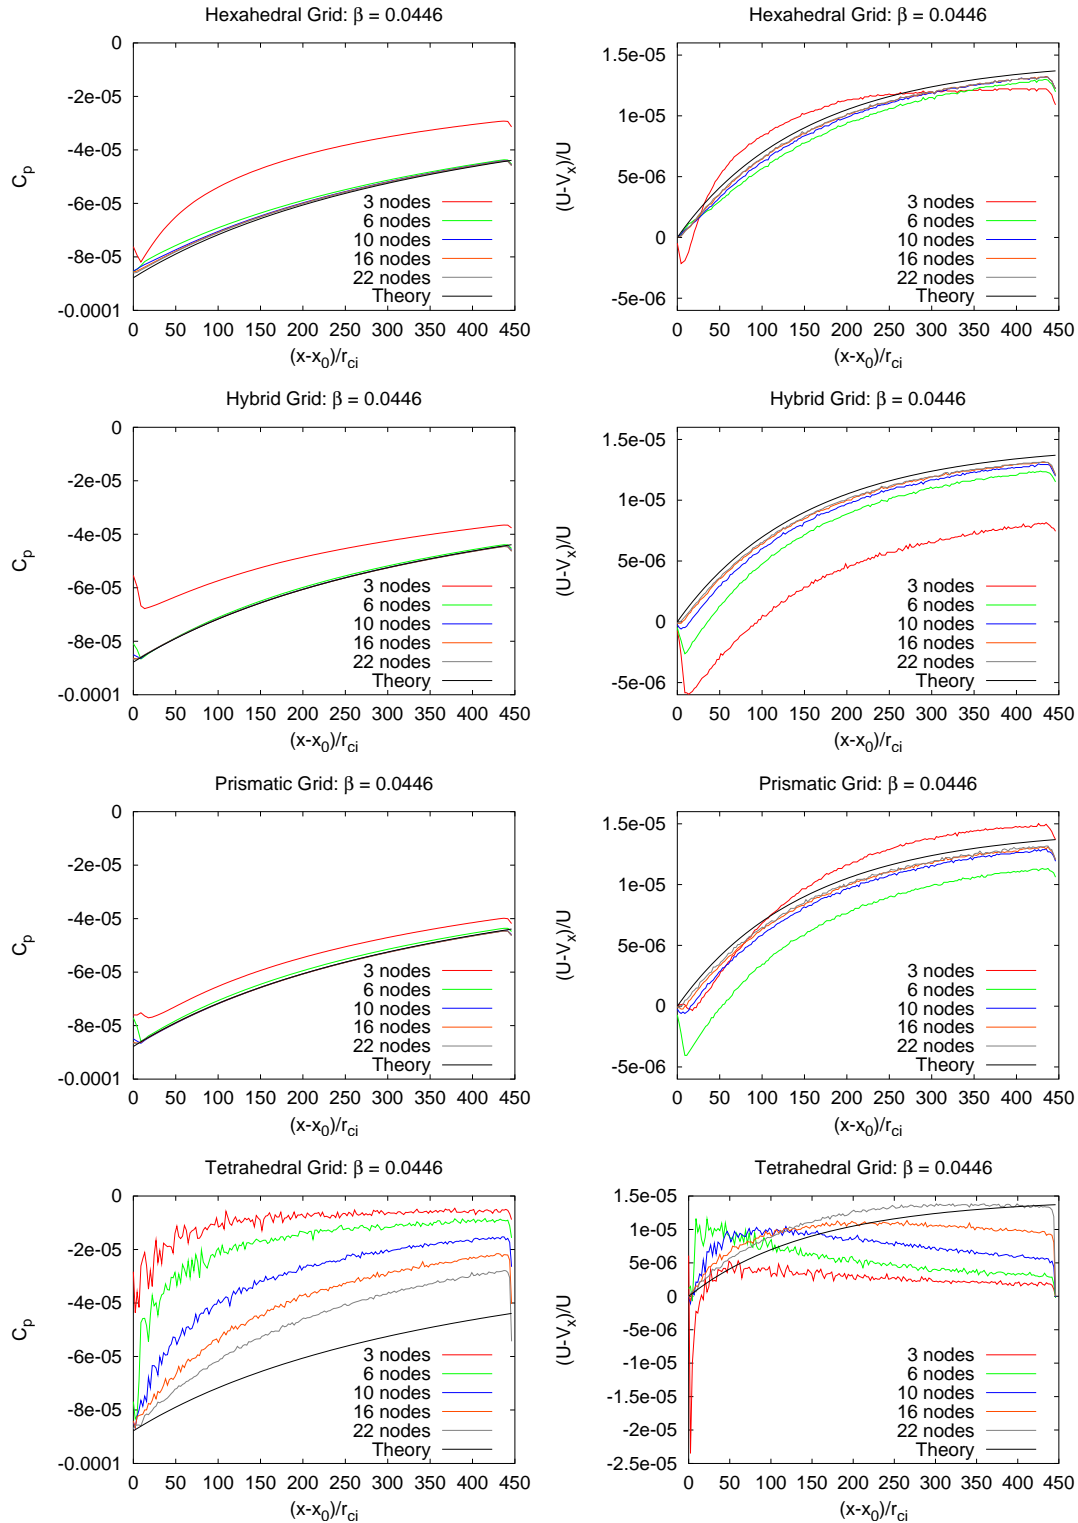 Hexahedral Grid: β = 0.0446
0
-2e-05
-4e-05
-6e-05
-8e-05
-0.0001
0 50 100 150 200 250 300 350 400 450
C_p
(x-x_0)/r_ci
3 nodes
6 nodes
10 nodes
16 nodes
22 nodes
Theory
Hexahedral Grid: β = 0.0446
1.5e-05
1e-05
5e-06
0
-5e-06
0 50 100 150 200 250 300 350 400 450
(U-V_x)/U
(x-x_0)/r_ci
3 nodes
6 nodes
10 nodes
16 nodes
22 nodes
Theory
Hybrid Grid: β = 0.0446
0
-2e-05
-4e-05
-6e-05
-8e-05
-0.0001
0 50 100 150 200 250 300 350 400 450
C_p
(x-x_0)/r_ci
3 nodes
6 nodes
10 nodes
16 nodes
22 nodes
Theory
Hybrid Grid: β = 0.0446
1.5e-05
1e-05
5e-06
0
-5e-06
0 50 100 150 200 250 300 350 400 450
(U-V_x)/U
(x-x_0)/r_ci
3 nodes
6 nodes
10 nodes
16 nodes
22 nodes
Theory
Prismatic Grid: β = 0.0446
0
-2e-05
-4e-05
-6e-05
-8e-05
-0.0001
0 50 100 150 200 250 300 350 400 450
C_p
(x-x_0)/r_ci
3 nodes
6 nodes
10 nodes
16 nodes
22 nodes
Theory
Prismatic Grid: β = 0.0446
1.5e-05
1e-05
5e-06
0
-5e-06
0 50 100 150 200 250 300 350 400 450
(U-V_x)/U
(x-x_0)/r_ci
3 nodes
6 nodes
10 nodes
16 nodes
22 nodes
Theory
Tetrahedral Grid: β = 0.0446
0
-2e-05
-4e-05
-6e-05
-8e-05
-0.0001
0 50 100 150 200 250 300 350 400 450
C_p
(x-x_0)/r_ci
3 nodes
6 nodes
10 nodes
16 nodes
22 nodes
Theory
Tetrahedral Grid: β = 0.0446
1.5e-05
1e-05
5e-06
0
-5e-06
-1e-05
-1.5e-05
-2e-05
-2.5e-05
0 50 100 150 200 250 300 350 400 450
(U-V_x)/U
(x-x_0)/r_ci
3 nodes
6 nodes
10 nodes
16 nodes
22 nodes
Theory